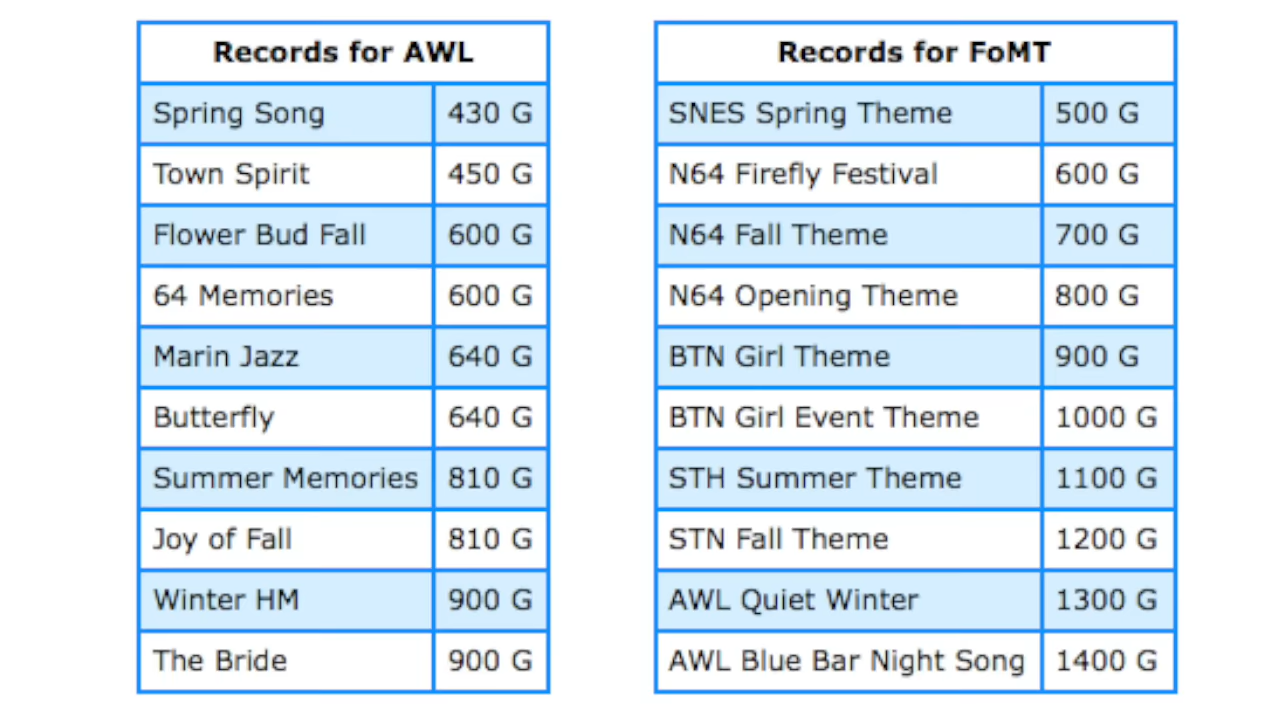 Records for AWL
Spring Song 430 G
Town Spirit 450 G
Flower Bud Fall 600 G
64 Memories 600 G
Marin Jazz 640 G
Butterfly 640 G
Summer Memories 810 G
Joy of Fall 810 G
Winter HM 900 G
The Bride 900 G
Records for FoMT
SNES Spring Theme 500 G
N64 Firefly Festival 600 G
N64 Fall Theme 700 G
N64 Opening Theme 800 G
BTN Girl Theme 900 G
BTN Girl Event Theme 1000 G
STH Summer Theme 1100 G
STN Fall Theme 1200 G
AWL Quiet Winter 1300 G
AWL Blue Bar Night Song 1400 G